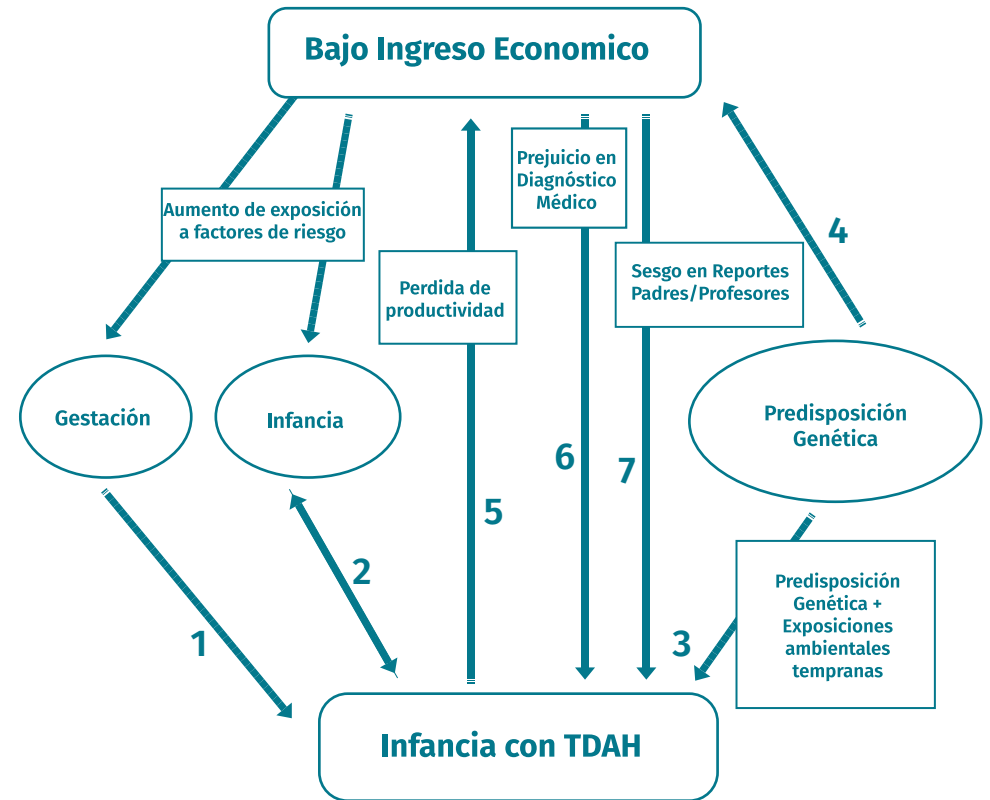 Bajo Ingreso Economico
Aumento de exposición
a factores de riesgo
Perdida de
productividad
Prejuicio en
Diagnóstico
Médico
Sesgo en Reportes
Padres/Profesores
4
Gestación
Infancia
Predisposición
Genética
6
7
5
2
1
3
Predisposición
Genética +
Exposiciones
ambientales
tempranas
Infancia con TDAH